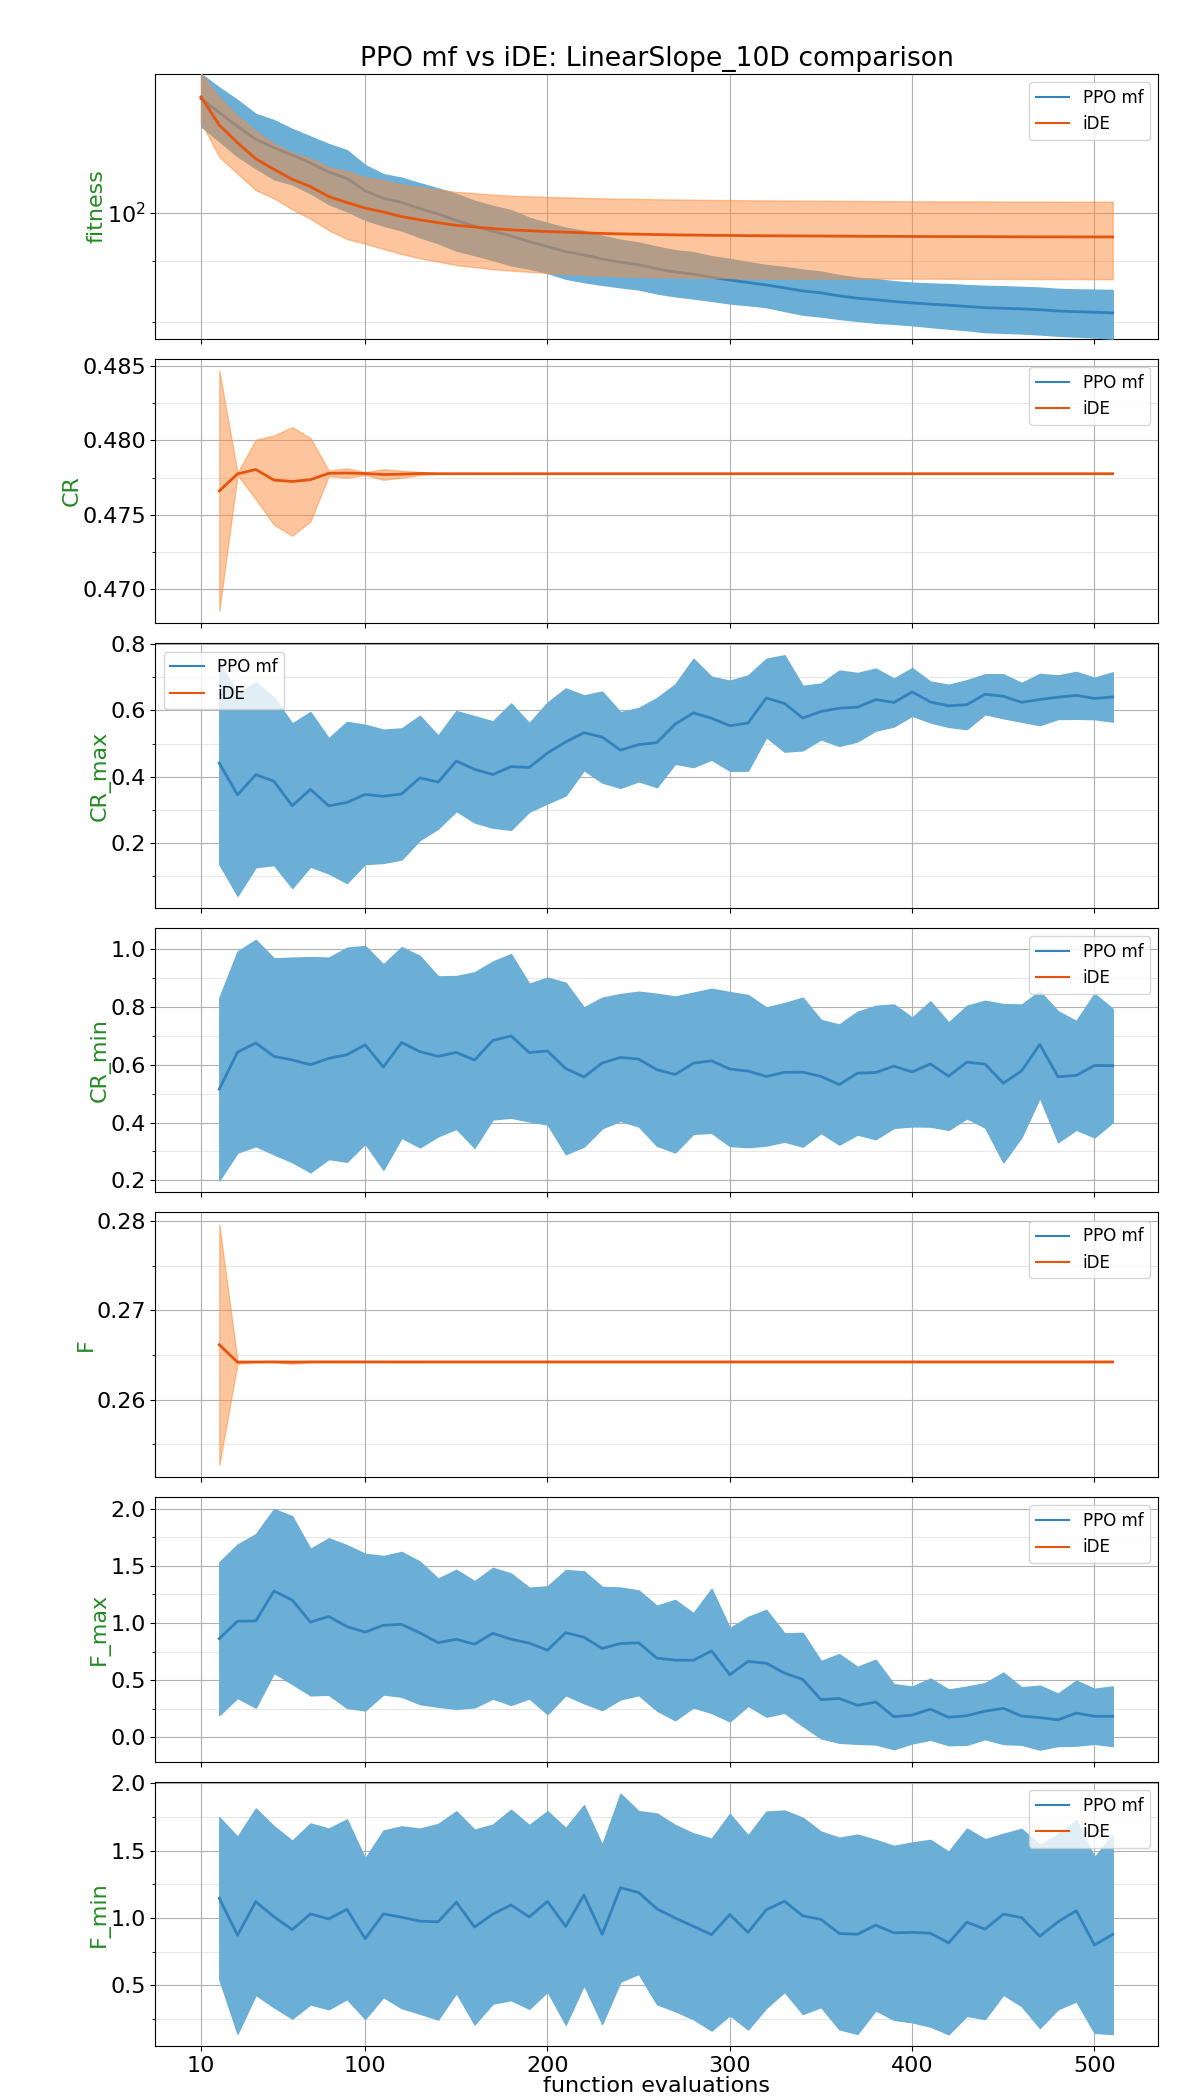 PPO mf vs iDE: LinearSlope_10D comparison
fitness
10²
PPO mf
iDE
CR
0.485
0.480
0.475
0.470
PPO mf
iDE
CR_max
0.8
0.6
0.4
0.2
PPO mf
iDE
CR_min
1.0
0.8
0.6
0.4
0.2
PPO mf
iDE
F
0.28
0.27
0.26
PPO mf
iDE
F_max
2.0
1.5
1.0
0.5
0.0
PPO mf
iDE
F_min
2.0
1.5
1.0
0.5
PPO mf
iDE
10 100 200 300 400 500
function evaluations